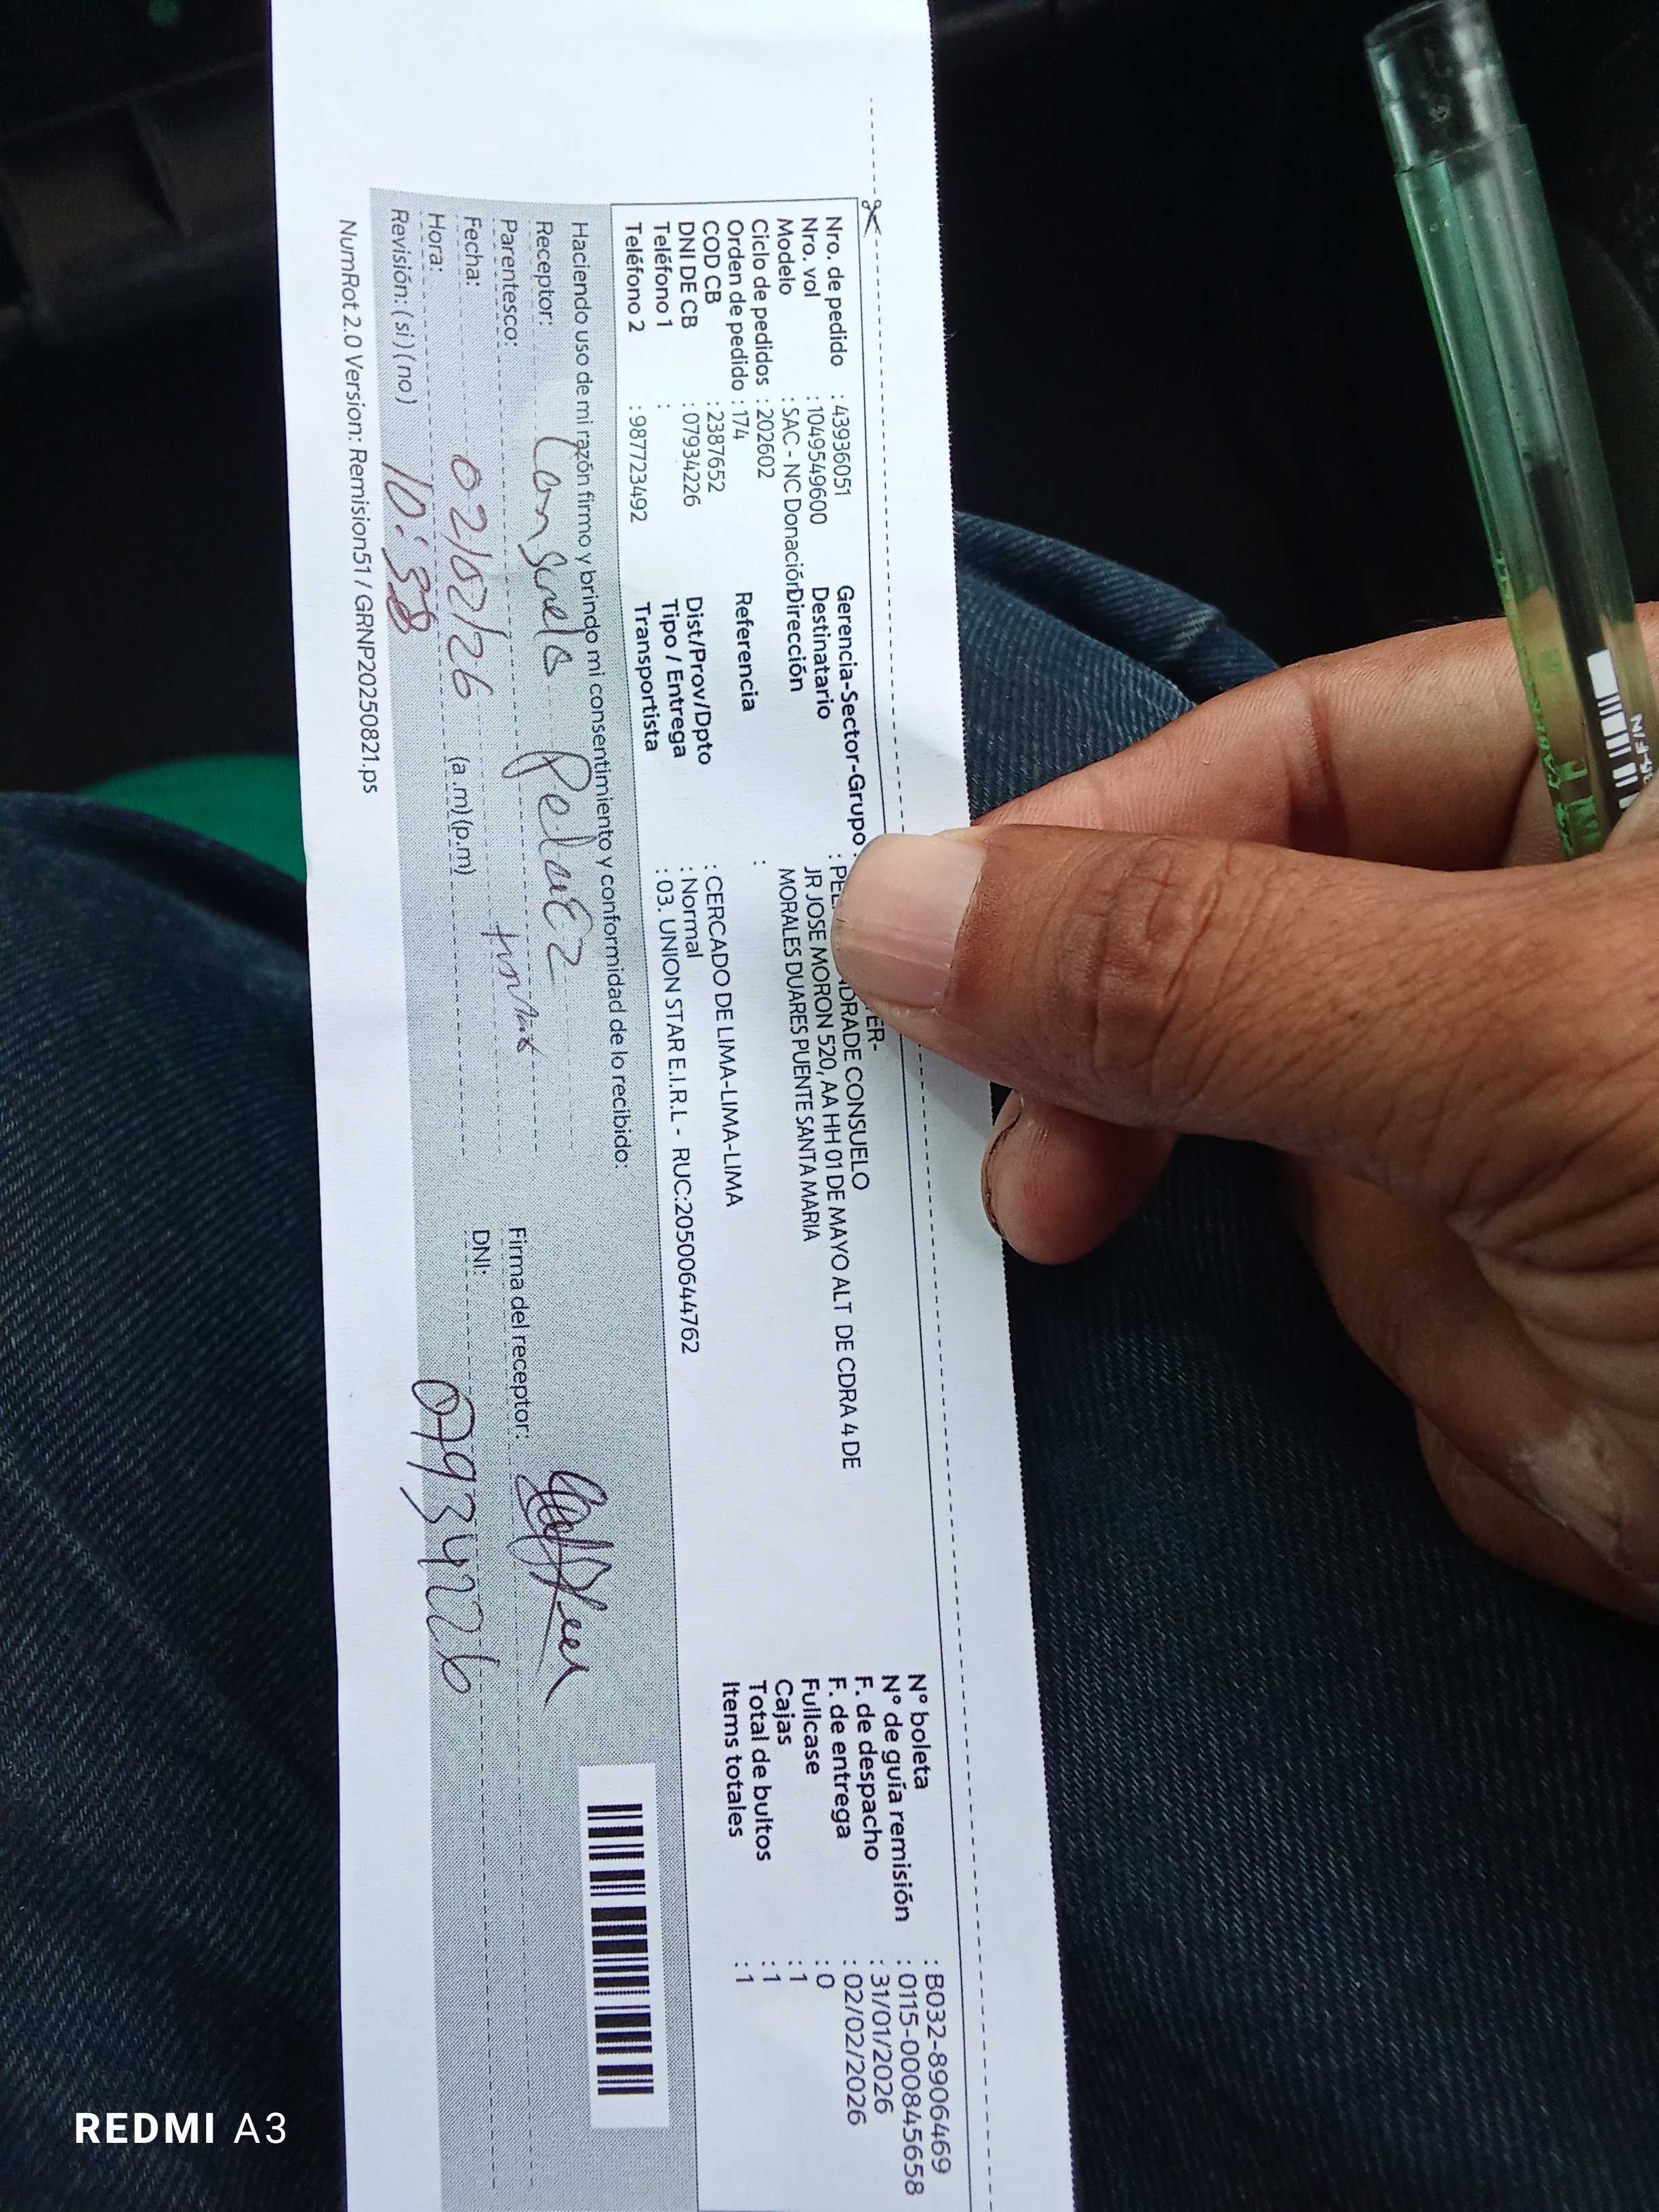 Nro. de pedido : 43936051
Nro. vol : 1049549600
Modelo : SAC - NC Donación
Ciclo de pedidos : 202602
Orden de pedido : 174
COD CB : 2387652
DNI DE CB : 07934226
Teléfono1 :
Teléfono 2 : 987723492
Gerencia-Sector-Grupo : ER-
Destinatario : PEL DRADE CONSUELO
Dirección JR JOSE MORON 520, AA HH 01 DE MAYO ALT DE CDRA 4 DE
MORALES DUARES PUENTE SANTA MARIA
Referencia :
Dist/Prov/Dpto : CERCADO DE LIMA-LIMA-LIMA
Tipo / Entrega : Normal
Transportista : 03. UNION STAR E.I.R.L - RUC:20500644762
N° boleta : B032-8906469
N° de guía remisión : 0115-0000845658
F. de despacho : 31/01/2026
F. de entrega : 02/02/2026
Fullcase : 0
Cajas : 1
Total de bultos : 1
Items totales : 1
Haciendo uso de mi razón firmo y brindo mi consentimiento y conformidad de lo recibido:
Receptor: Consuelo PelaEZ
Parentesco:
Fecha: 02/02/26
Hora: 10:38 (a.m)(p.m)
Revisión: (si) (no)
Firma del receptor:
DNI: 07934226
NumRot 2.0 Version: Remision51 / GRNP20250821.ps
REDMI A3